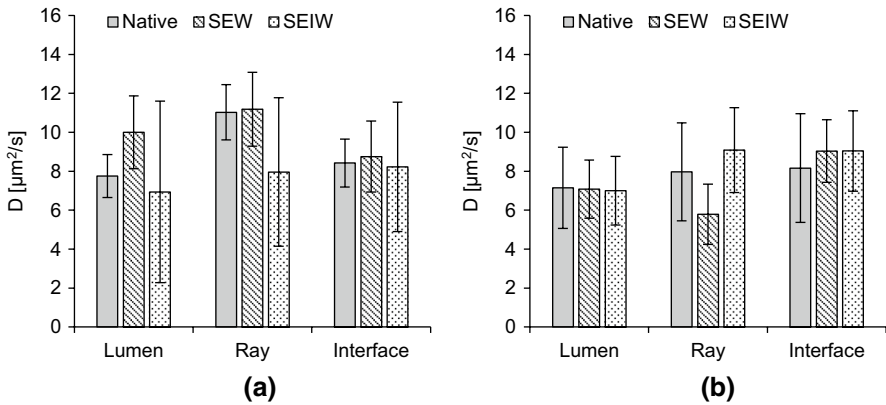 16
14
12
10
8
6
4
2
0
D [µm²/s]
Native SEW SEIW
Lumen Ray Interface
(a)
16
14
12
10
8
6
4
2
0
D [µm²/s]
Native SEW SEIW
Lumen Ray Interface
(b)